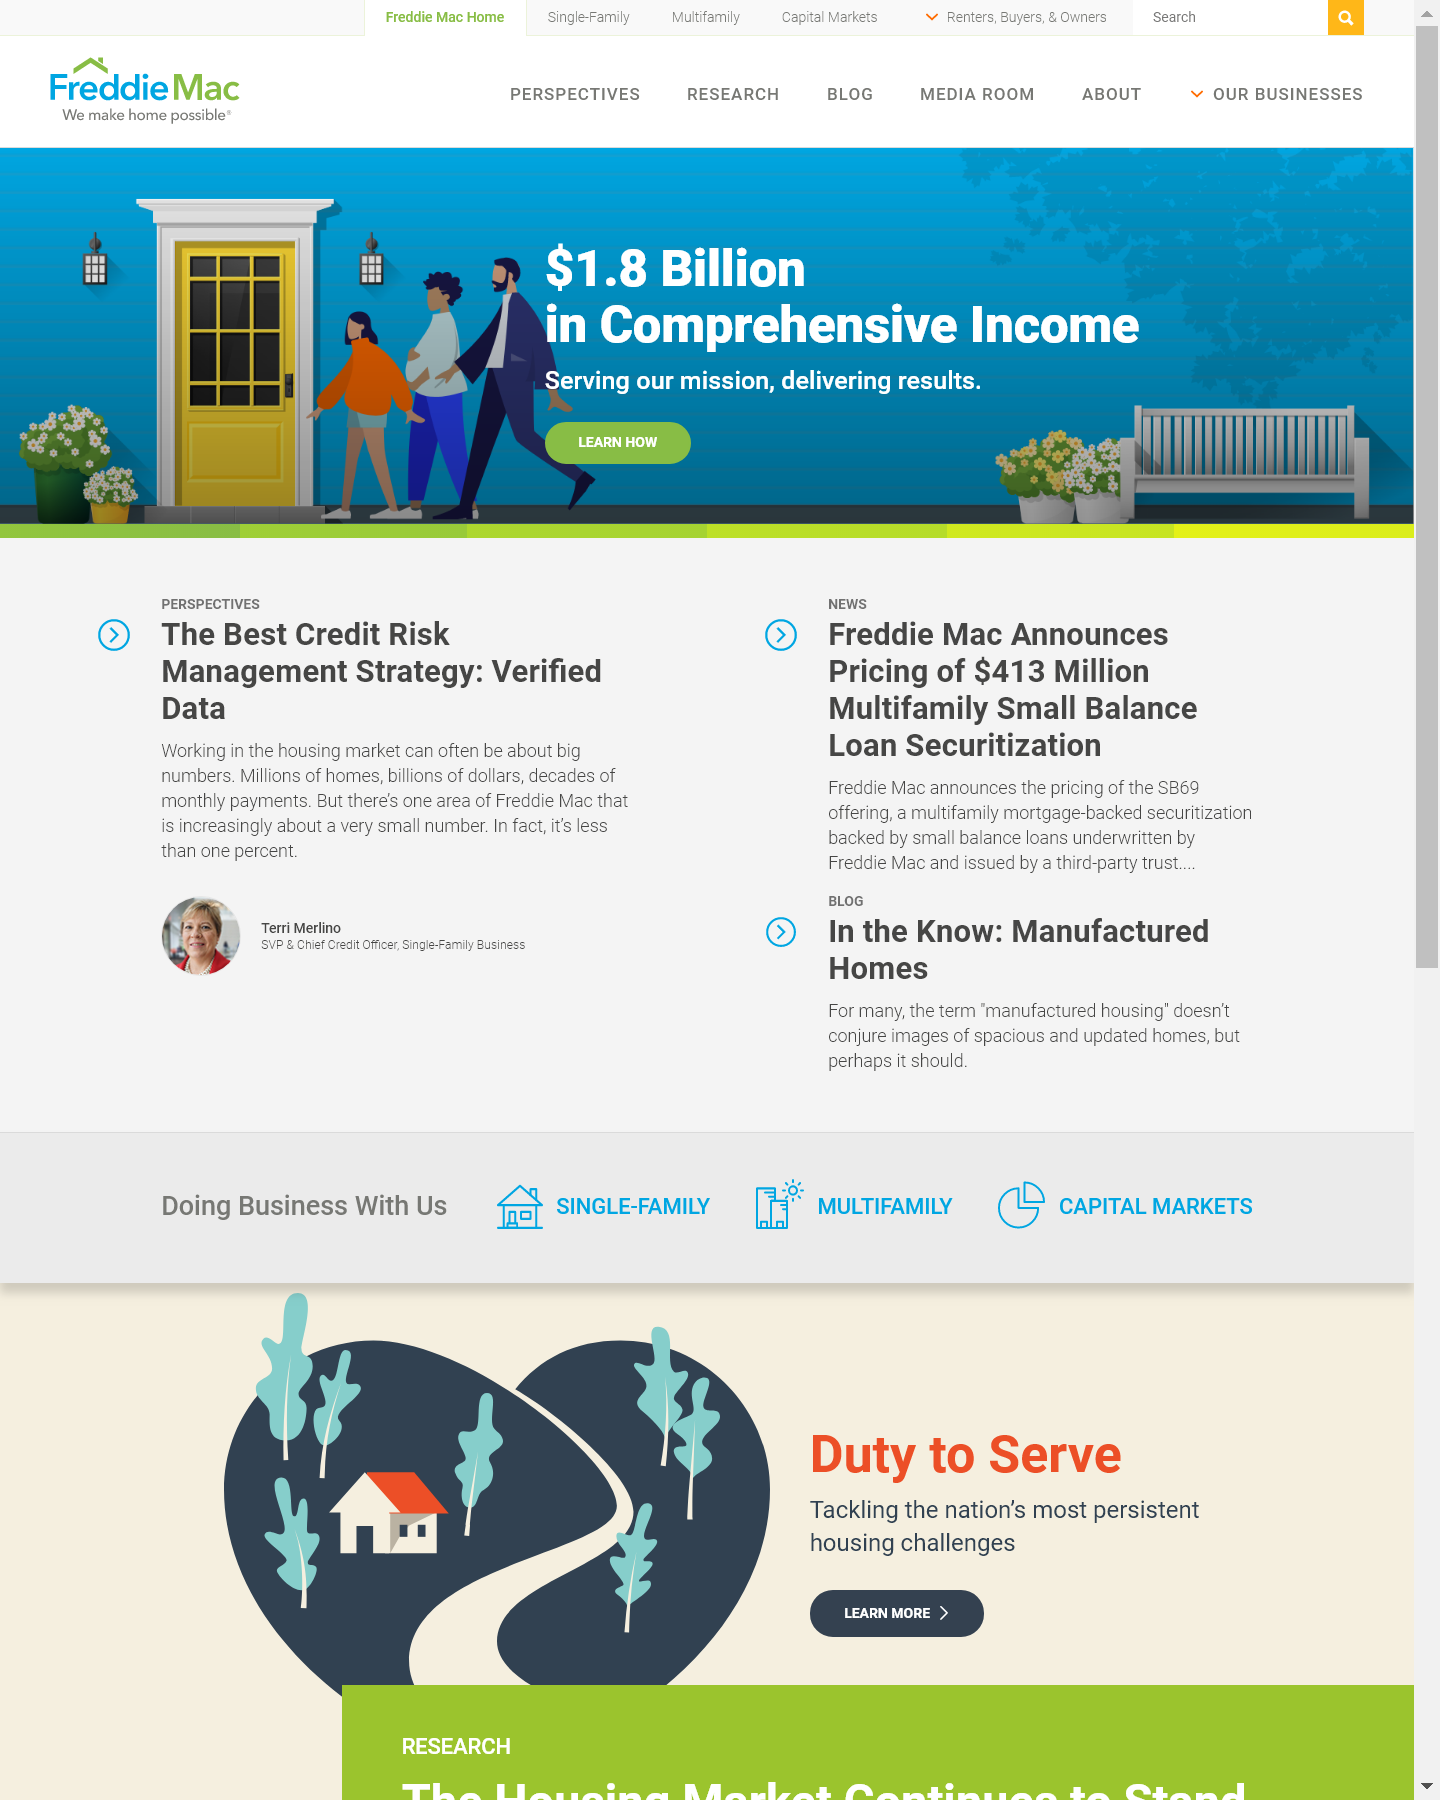 Freddie Mac Home Single-Family Multifamily Capital Markets Renters, Buyers, & Owners Search
Freddie Mac
We make home possible®
PERSPECTIVES RESEARCH BLOG MEDIA ROOM ABOUT OUR BUSINESSES
$1.8 Billion
in Comprehensive Income
Serving our mission, delivering results.
LEARN HOW
PERSPECTIVES
The Best Credit Risk
Management Strategy: Verified
Data
Working in the housing market can often be about big
numbers. Millions of homes, billions of dollars, decades of
monthly payments. But there’s one area of Freddie Mac that
is increasingly about a very small number. In fact, it’s less
than one percent.
Terri Merlino
SVP & Chief Credit Officer, Single-Family Business
NEWS
Freddie Mac Announces
Pricing of $413 Million
Multifamily Small Balance
Loan Securitization
Freddie Mac announces the pricing of the SB69
offering, a multifamily mortgage-backed securitization
backed by small balance loans underwritten by
Freddie Mac and issued by a third-party trust....
BLOG
In the Know: Manufactured
Homes
For many, the term "manufactured housing" doesn’t
conjure images of spacious and updated homes, but
perhaps it should.
Doing Business With Us SINGLE-FAMILY MULTIFAMILY CAPITAL MARKETS
Duty to Serve
Tackling the nation’s most persistent
housing challenges
LEARN MORE
RESEARCH
The Housing Market Continues to Stand